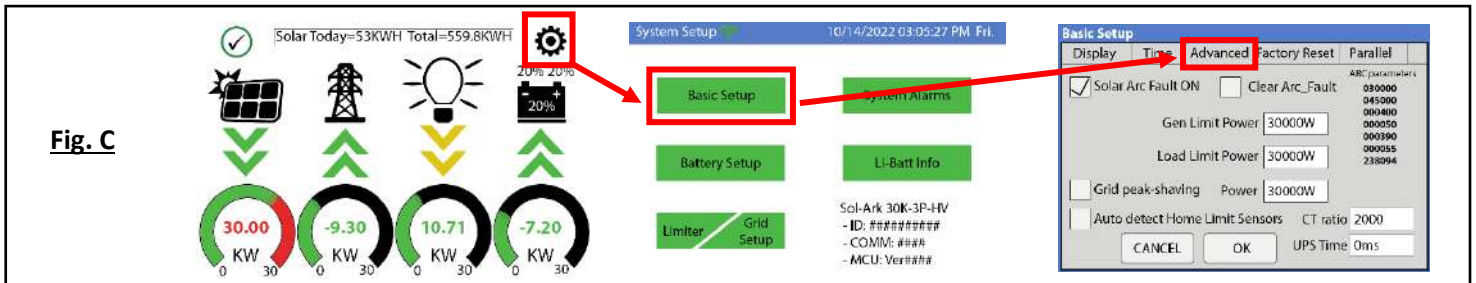 Fig. C
Solar Today=53KWH Total=559.8KWH
20% 20%
- +
20%
30.00
KW
0 30
-9.30
KW
0 30
10.71
KW
0 30
-7.20
KW
0 30
System Setup
10/14/2022 03:05:27 PM Fri.
Basic Setup
System Alarms
Battery Setup
Li-Batt Info
Limiter
Grid Setup
Sol-Ark 30K-3P-HV
- ID: ##########
- COMM: ####
- MCU: Ver####
Basic Setup
Display Time Advanced Factory Reset Parallel
Solar Arc Fault ON Clear Arc_Fault
Gen Limit Power 30000W
Load Limit Power 30000W
Grid peak-shaving Power 30000W
Auto detect Home Limit Sensors CT ratio 2000
CANCEL OK UPS Time 0ms
ABC parameters
030000
045000
000400
000050
000390
000055
238094